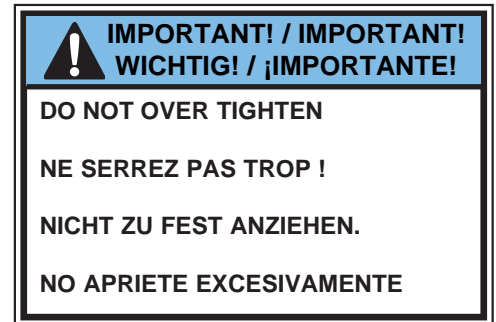 IMPORTANT! / IMPORTANT!
WICHTIG! / ¡IMPORTANTE!
DO NOT OVER TIGHTEN
NE SERREZ PAS TROP !
NICHT ZU FEST ANZIEHEN.
NO APRIETE EXCESIVAMENTE